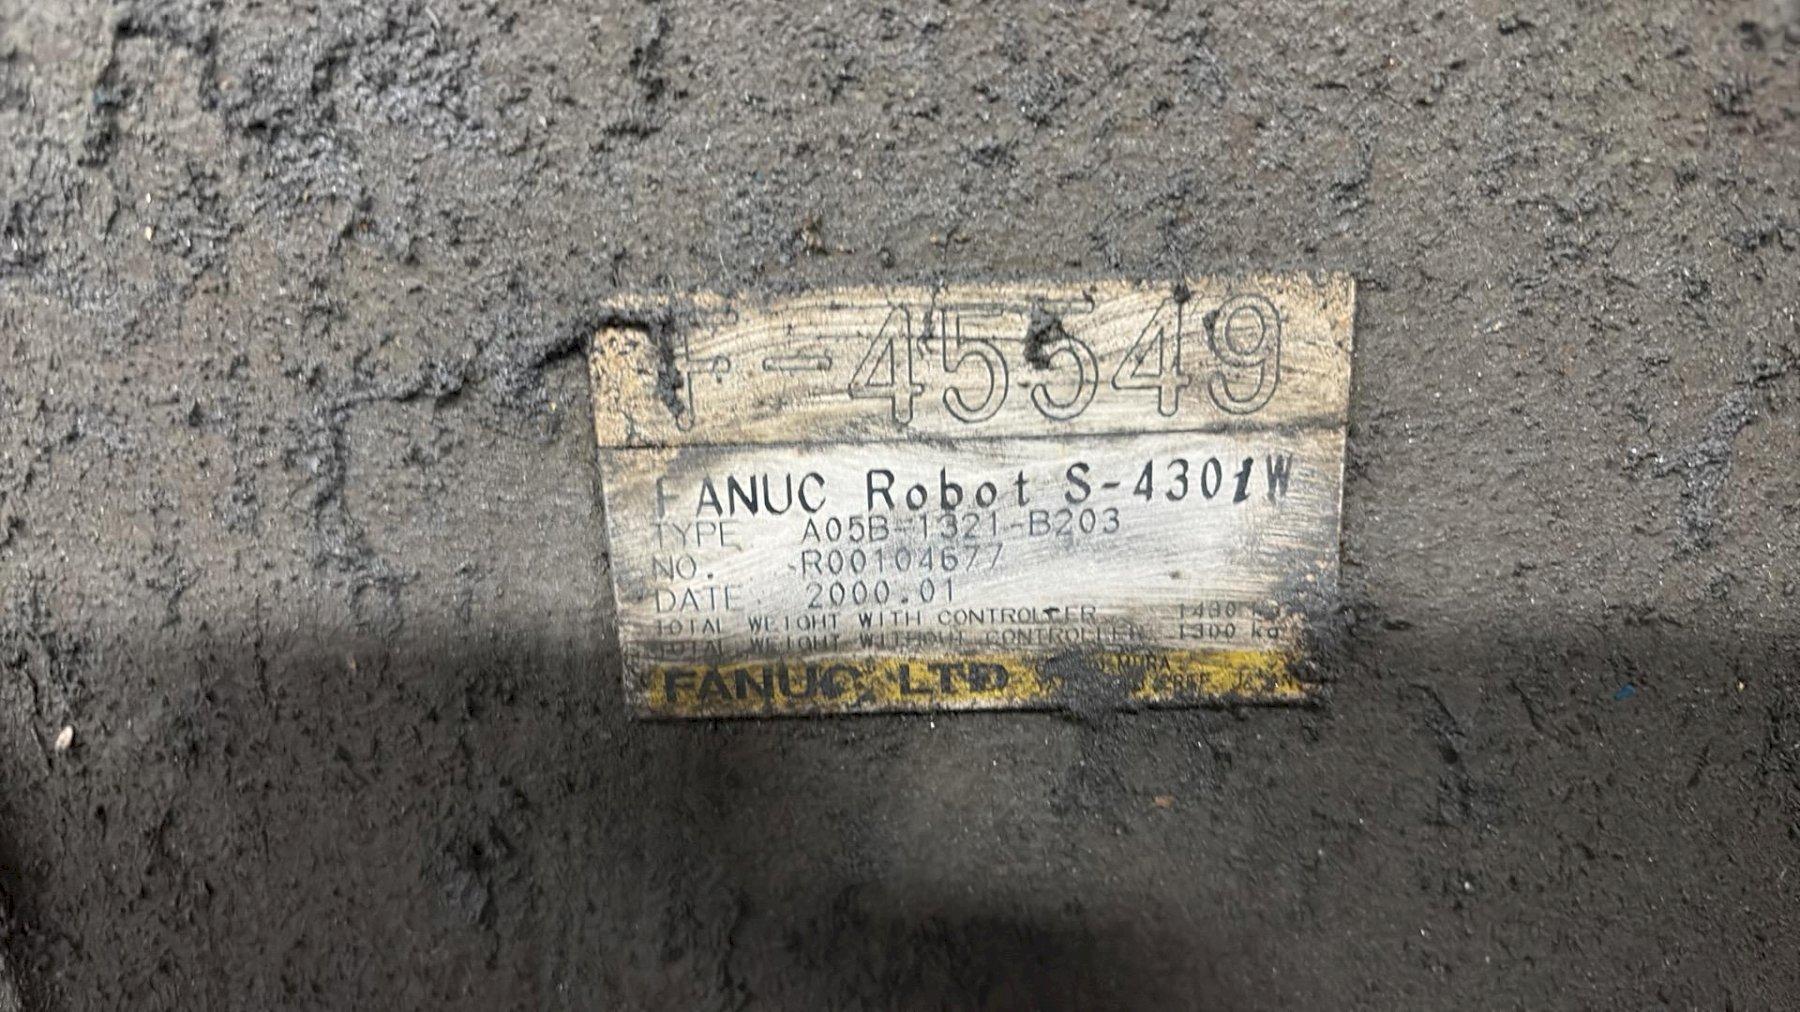 F-45549
FANUC Robot S-430iW
TYPE A05B-1321-B203
NO. R00104677
DATE 2000.01
TOTAL WEIGHT WITH CONTROLLER
TOTAL WEIGHT WITHOUT CONTROLLER 1300 kg
FANUC LTD
JAPAN